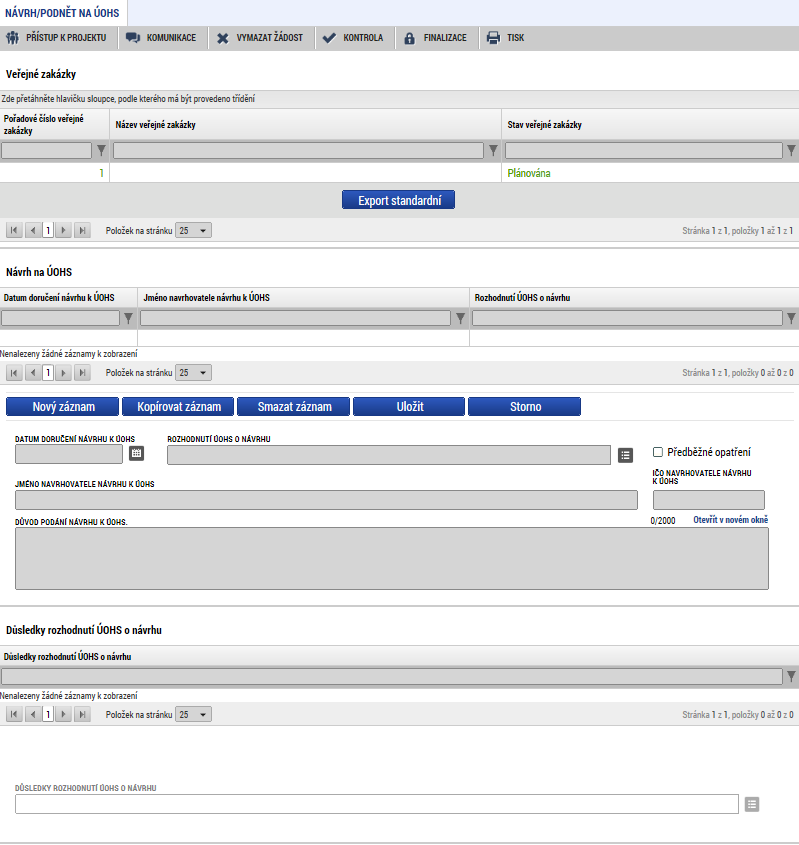 NÁVRH/PODNĚT NA ÚOHS
PŘÍSTUP K PROJEKTU KOMUNIKACE VYMAZAT ŽÁDOST KONTROLA FINALIZACE TISK
Veřejné zakázky
Zde přetáhněte hlavičku sloupce, podle kterého má být provedeno třídění
Pořadové číslo veřejné zakázky Název veřejné zakázky Stav veřejné zakázky
1 Plánována
Export standardní
1 Položek na stránku 25 Stránka 1 z 1, položky 1 až 1 z 1
Návrh na ÚOHS
Datum doručení návrhu k ÚOHS Jméno navrhovatele návrhu k ÚOHS Rozhodnutí ÚOHS o návrhu
Nenalezeny žádné záznamy k zobrazení
1 Položek na stránku 25 Stránka 1 z 1, položky 0 až 0 z 0
Nový záznam Kopírovat záznam Smazat záznam Uložit Storno
DATUM DORUČENÍ NÁVRHU K ÚOHS ROZHODNUTÍ ÚOHS O NÁVRHU
Předběžné opatření
JMÉNO NAVRHOVATELE NÁVRHU K ÚOHS IČO NAVRHOVATELE NÁVRHU K ÚOHS
DŮVOD PODÁNÍ NÁVRHU K ÚOHS. 0/2000 Otevřít v novém okně
Důsledky rozhodnutí ÚOHS o návrhu
Důsledky rozhodnutí ÚOHS o návrhu
Nenalezeny žádné záznamy k zobrazení
1 Položek na stránku 25 Stránka 1 z 1, položky 0 až 0 z 0
DŮSLEDKY ROZHODNUTÍ ÚOHS O NÁVRHU